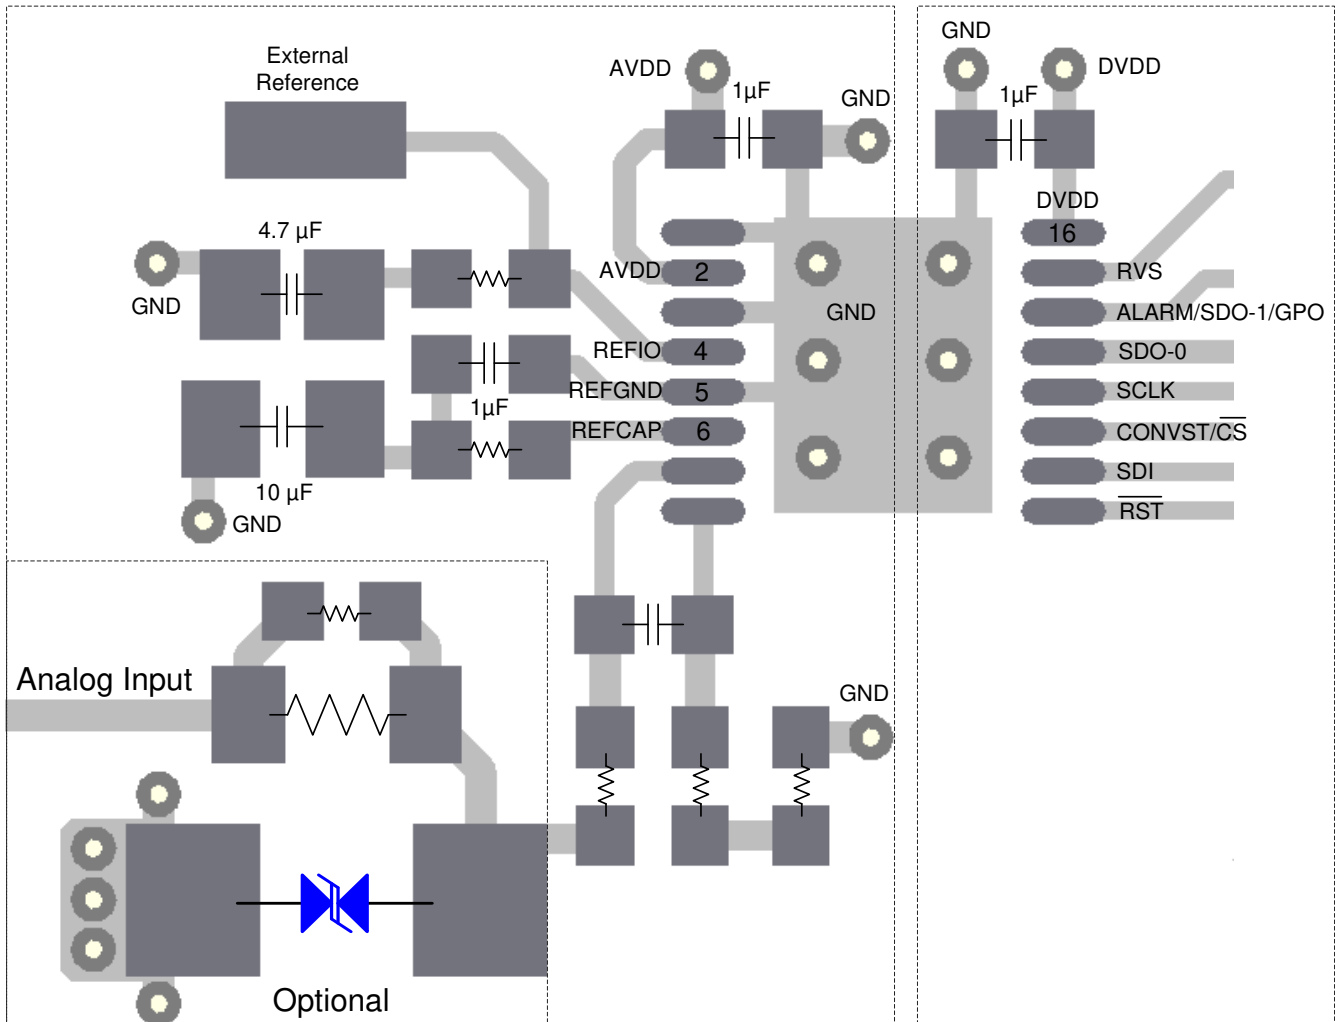 External
Reference
AVDD
1µF
GND
GND
1µF
DVDD
4.7 µF
GND
AVDD
2
REFIO
4
REFGND
5
1µF
REFCAP
6
10 µF
GND
GND
DVDD
16
RVS
ALARM/SDO-1/GPO
SDO-0
SCLK
CONVST/CS
SDI
RST
Analog Input
GND
Optional